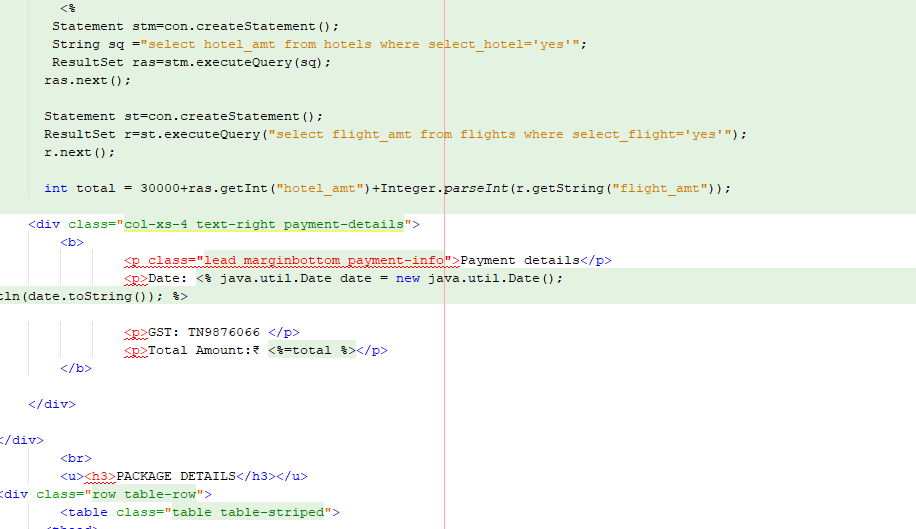 <%
Statement stm=con.createStatement();
String sq ="select hotel_amt from hotels where select_hotel='yes'";
ResultSet ras=stm.executeQuery(sq);
ras.next();
Statement st=con.createStatement();
ResultSet r=st.executeQuery("select flight_amt from flights where select_flight='yes'");
r.next();
int total = 30000+ras.getInt("hotel_amt")+Integer.parseInt(r.getString("flight_amt"));
<div class="col-xs-4 text-right payment-details">
<b>
<p class="lead marginbottom payment-info">Payment details</p>
<p>Date: <% java.util.Date date = new java.util.Date();
tln(date.toString()); %>
<p>GST: TN9876066 </p>
<p>Total Amount:₹ <%=total %></p>
</b>
</div>
</div>
<br>
<u><h3>PACKAGE DETAILS</h3></u>
<div class="row table-row">
<table class="table table-striped">
<thead>